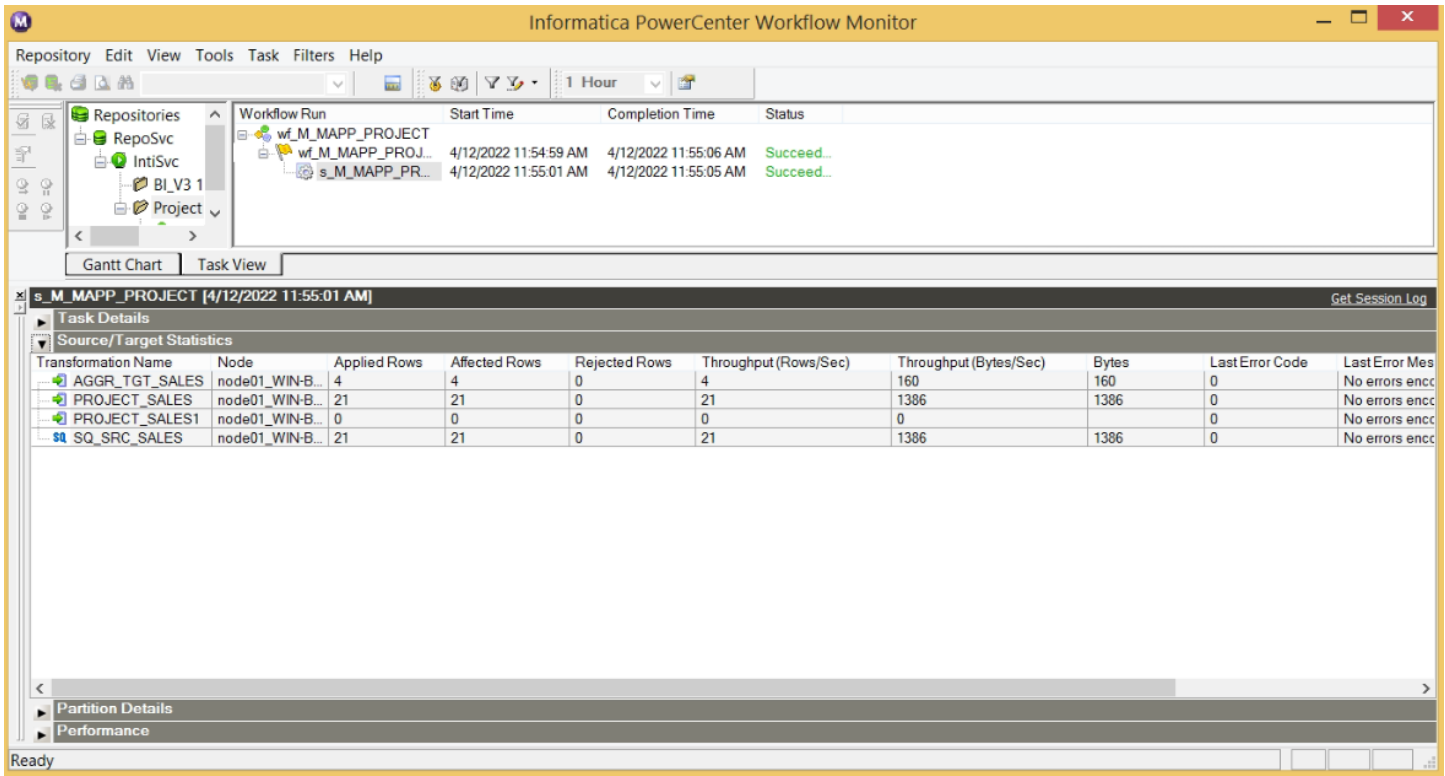 Informatica PowerCenter Workflow Monitor
Repository Edit View Tools Task Filters Help
1 Hour
Repositories
RepoSvc
IntiSvc
BI_V3 1
Project
Workflow Run Start Time Completion Time Status
wf_M_MAPP_PROJECT
wf_M_MAPP_PROJ... 4/12/2022 11:54:59 AM 4/12/2022 11:55:06 AM Succeed...
s_M_MAPP_PR... 4/12/2022 11:55:01 AM 4/12/2022 11:55:05 AM Succeed...
Gantt Chart Task View
s_M_MAPP_PROJECT [4/12/2022 11:55:01 AM] Get Session Log
Task Details
Source/Target Statistics
Transformation Name Node Applied Rows Affected Rows Rejected Rows Throughput (Rows/Sec) Throughput (Bytes/Sec) Bytes Last Error Code Last Error Mes
AGGR_TGT_SALES node01_WIN-B... 4 4 0 4 160 160 0 No errors enco
PROJECT_SALES node01_WIN-B... 21 21 0 21 1386 1386 0 No errors enco
PROJECT_SALES1 node01_WIN-B... 0 0 0 0 0 0 No errors enco
SQ SQ_SRC_SALES node01_WIN-B... 21 21 0 21 1386 1386 0 No errors enco
Partition Details
Performance
Ready